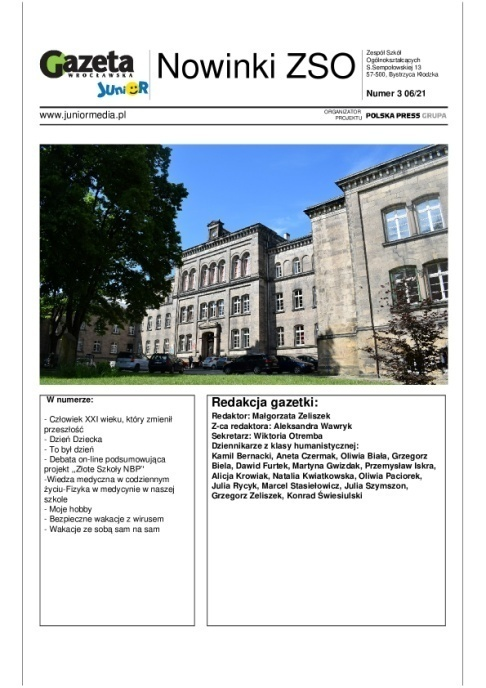 Gazeta
WROCŁAWSKA
JUNIOR
Nowinki ZSO
Zespół Szkół
Ogólnokształcących
S.Sempołowskiej 13
57-500, Bystrzyca Kłodzka
Numer 3 06/21
www.juniormedia.pl
ORGANIZATOR
PROJEKTU
POLSKA PRESS GRUPA
W numerze:
- Człowiek XXI wieku, który zmienił
przeszłość
- Dzień Dziecka
- To był dzień
- Debata on-line podsumowująca
projekt ,,Złote Szkoły NBP"
-Wiedza medyczna w codziennym
życiu-Fizyka w medycynie w naszej
szkole
- Moje hobby
- Bezpieczne wakacje z wirusem
- Wakacje ze sobą sam na sam
Redakcja gazetki:
Redaktor: Małgorzata Zeliszek
Z-ca redaktora: Aleksandra Wawryk
Sekretarz: Wiktoria Otremba
Dziennikarze z klasy humanistycznej:
Kamil Bernacki, Aneta Czermak, Oliwia Biała, Grzegorz
Biela, Dawid Furtek, Martyna Gwizdak, Przemysław Iskra,
Alicja Krowiak, Natalia Kwiatkowska, Oliwia Paciorek,
Julia Rycyk, Marcel Stasiełowicz, Julia Szymszon,
Grzegorz Zeliszek, Konrad Świesiulski